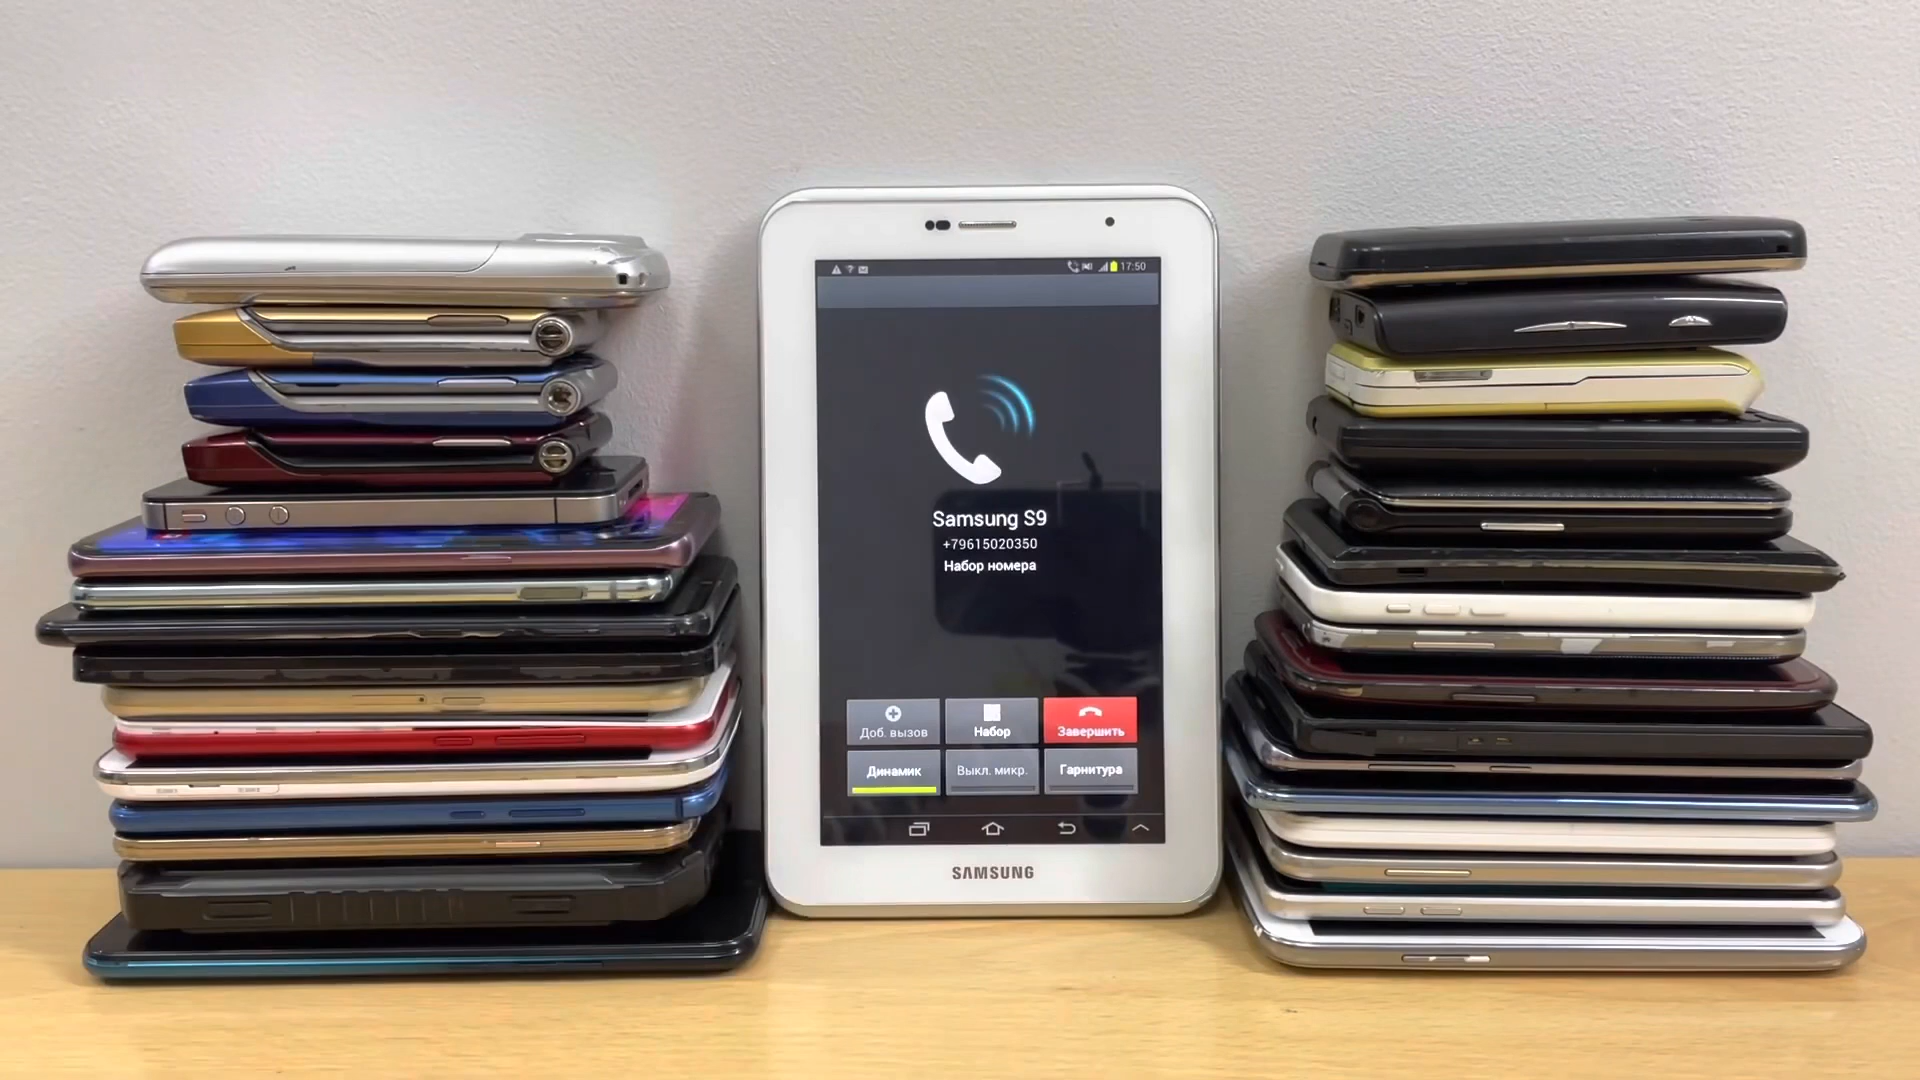 17:50
Samsung S9
+79615020350
Набор номера
Доб. вызов
Набор
Завершить
Динамик
Выкл. микр.
Гарнитура
SAMSUNG